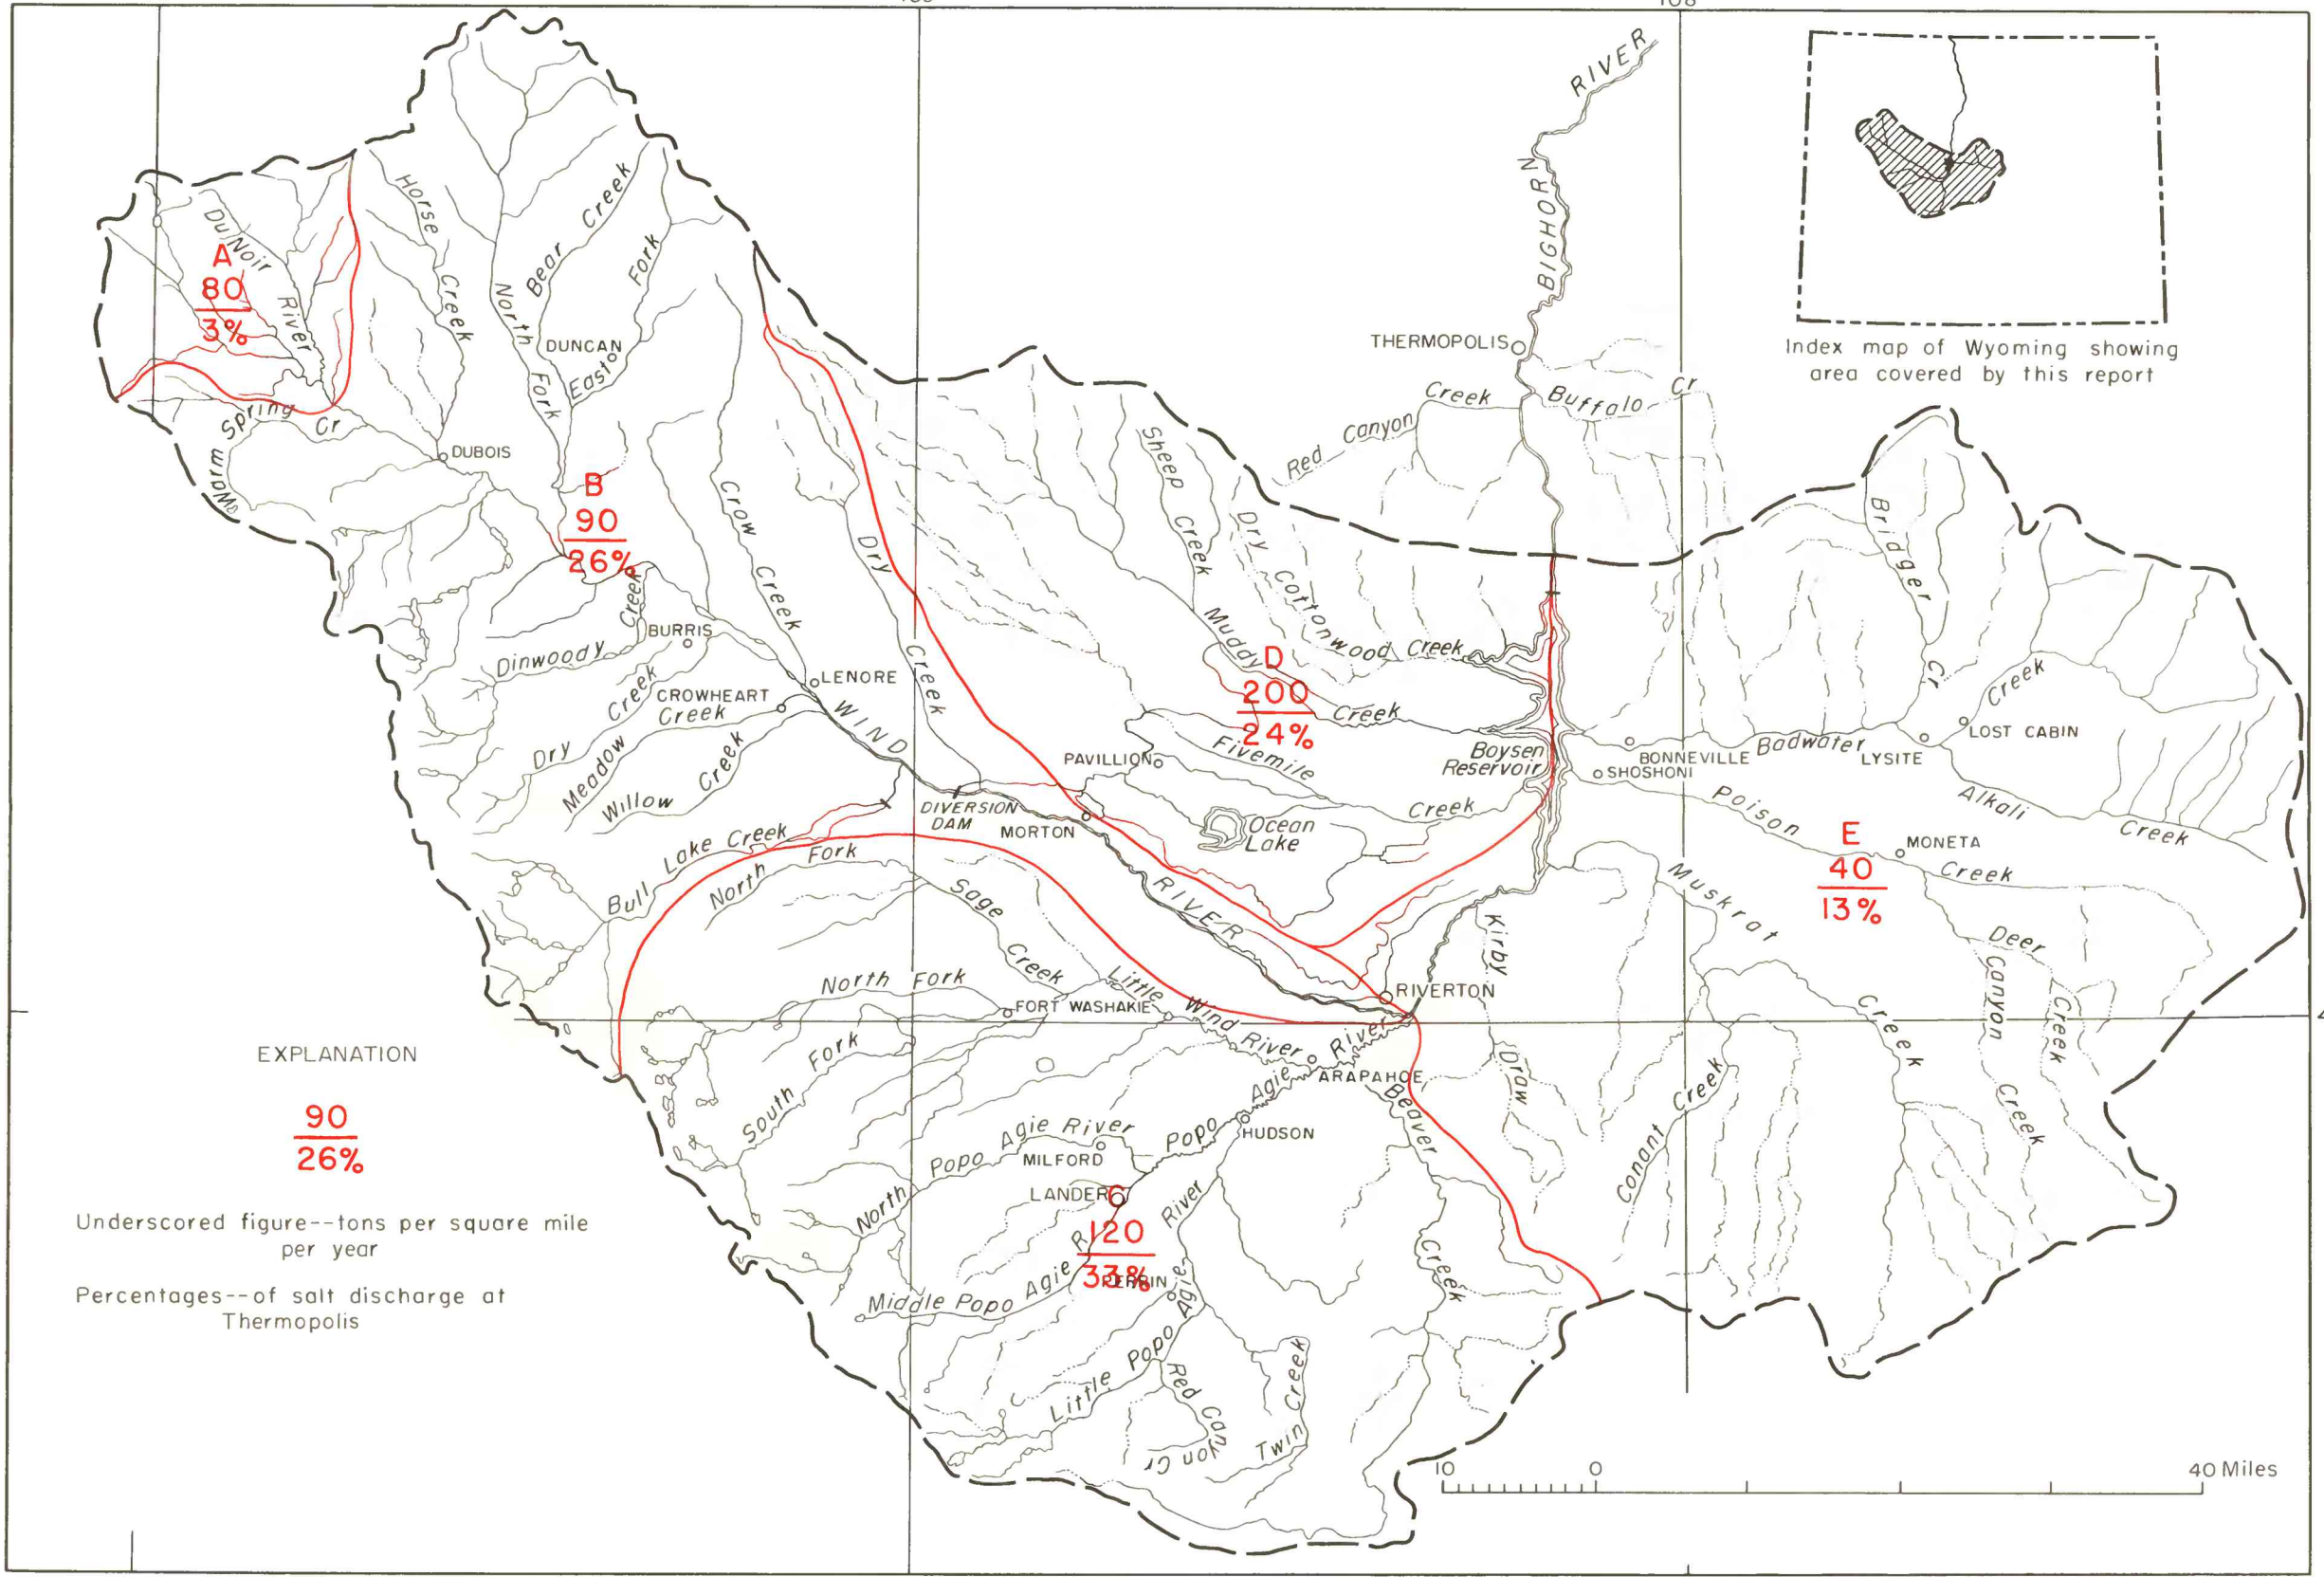 108
RIVER
BIGHORN
Index map of Wyoming showing
area covered by this report
THERMOPOLIS
Creek
Canyon
Red
Buffalo Cr
DuNoir
River
A
80
3%
Horse
Creek
North
Fork
Bear Creek
East
Fork
DUNCAN
Warm
Spring
Cr
DUBOIS
B
90
26%
Crow
Creek
Dry
Creek
Sheep
Creek
Dry
Cottonwood Creek
Muddy
Creek
D
200
24%
Bridger
Cr
Dinwoody
Creek
BURRIS
LENORE
CROWHEART
Dry
Creek
Meadow
Creek
Willow
Creek
WIND
RIVER
PAVILLION
Fivemile
Creek
Boysen
Reservoir
BONNEVILLE
SHOSHONI
Badwater
Creek
LYSITE
LOST CABIN
Alkali
Creek
Poison
Creek
MONETA
E
40
13%
DIVERSION
DAM
MORTON
Ocean
Lake
Bull
Lake Creek
North
Fork
Sage
Creek
Muskrat
Creek
Kirby
Draw
Deer
Creek
Canyon
Creek
North Fork
FORT WASHAKIE
Little
Wind
River
RIVERTON
South
Fork
ARAPAHOE
Beaver
Creek
Conant
Creek
EXPLANATION
90
26%
Underscored figure--tons per square mile
per year
Percentages--of salt discharge at
Thermopolis
North
Popo
Agie River
MILFORD
Popo
Agie
River
HUDSON
LANDER
C
120
33%
Middle Popo
Agie
R
Little
Popo
Agie
River
Red Canyon Cr
Twin
Creek
10
0
40 Miles